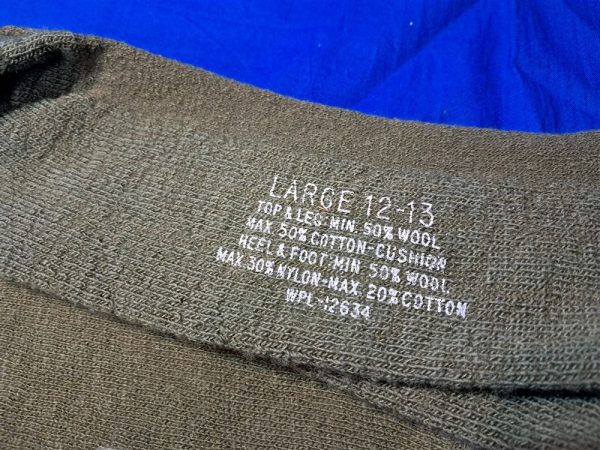 LARGE 12-13
TOP & LEG: MIN. 50% WOOL
MAX. 50% COTTON-CUSHION
HEEL & FOOT: MIN. 50% WOOL
MAX. 30% NYLON-MAX. 20% COTTON
WPL-12634